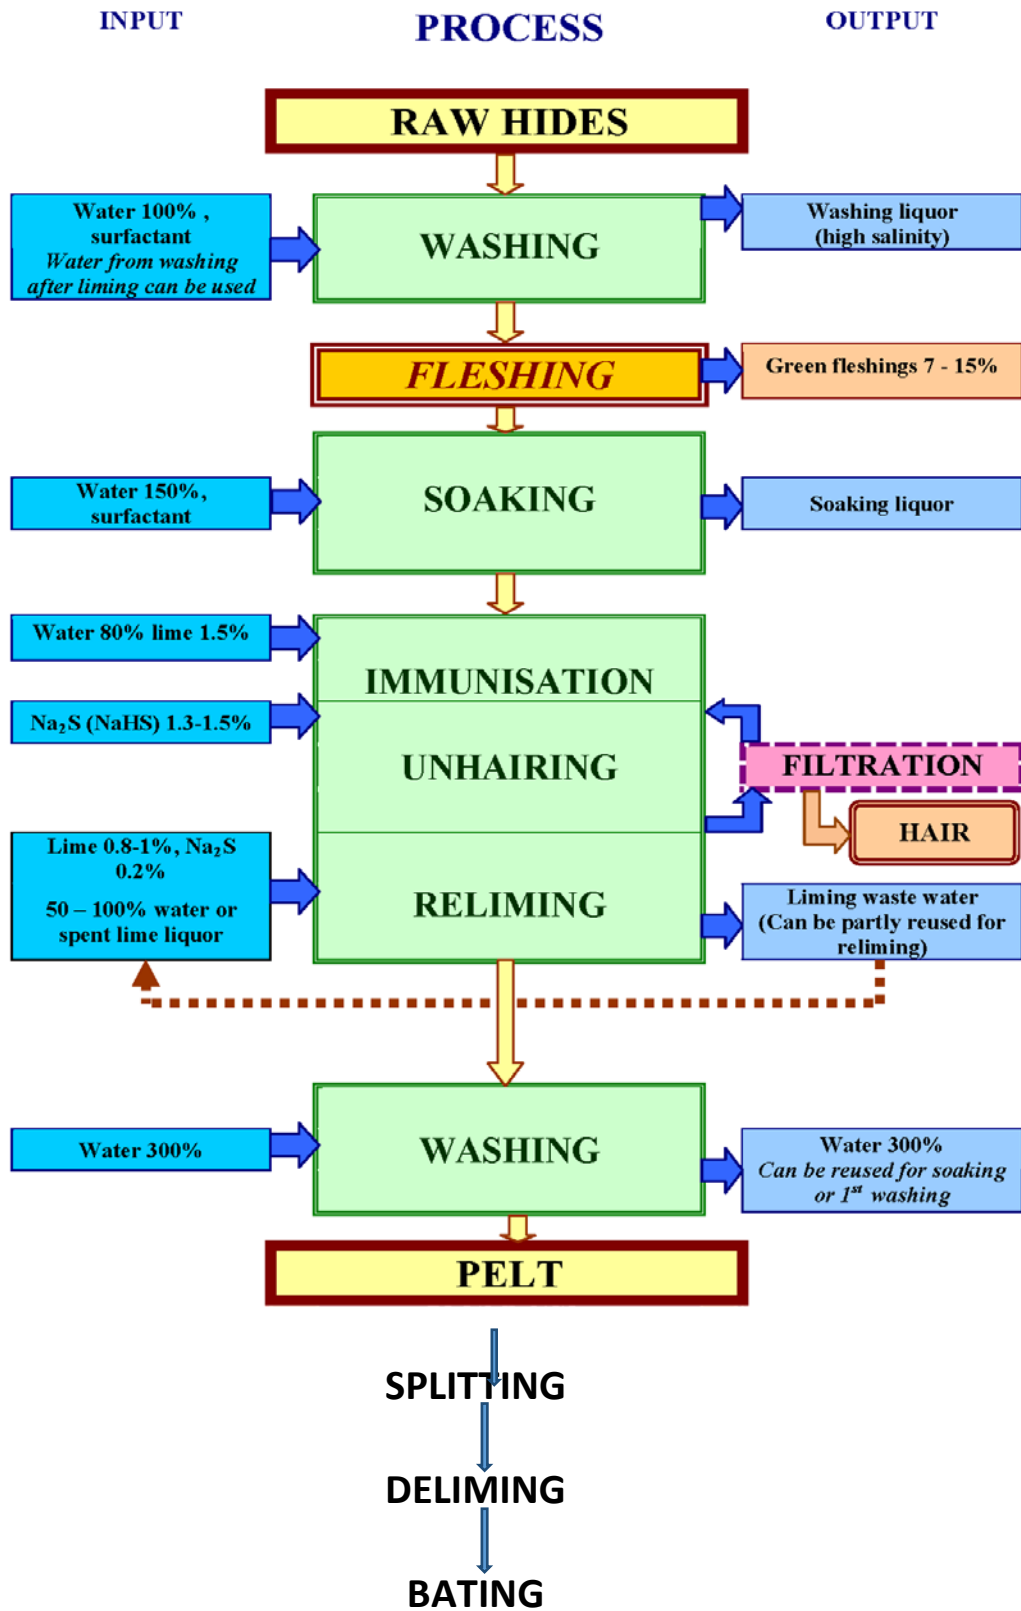 INPUT
PROCESS
OUTPUT
RAW HIDES
Water 100% ,
surfactant
Water from washing
after liming can be used
WASHING
Washing liquor
(high salinity)
FLESHING
Green fleshings 7 - 15%
Water 150%,
surfactant
SOAKING
Soaking liquor
Water 80% lime 1.5%
IMMUNISATION
Na₂S (NaHS) 1.3-1.5%
UNHAIRING
FILTRATION
HAIR
Lime 0.8-1%, Na₂S
0.2%
50 – 100% water or
spent lime liquor
RELIMING
Liming waste water
(Can be partly reused for
reliming)
Water 300%
WASHING
Water 300%
Can be reused for soaking
or 1ˢᵗ washing
PELT
SPLITTING
DELIMING
BATING